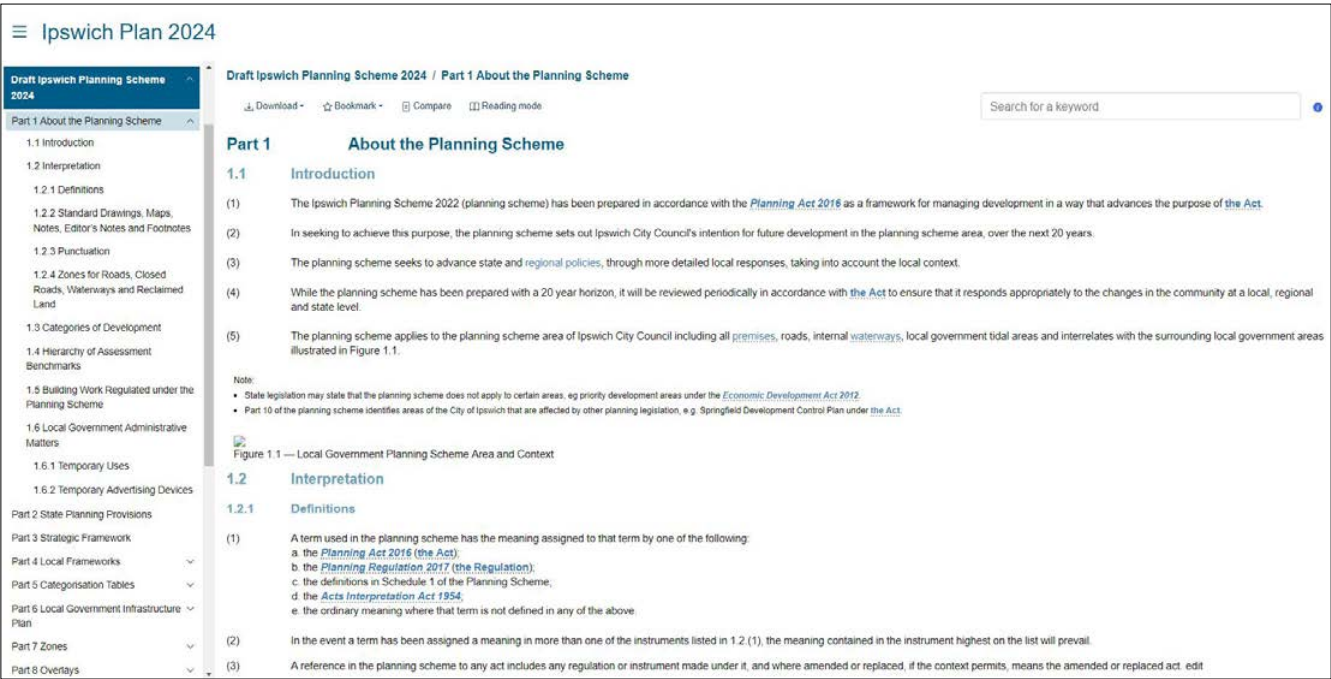 Ipswich Plan 2024
Draft Ipswich Planning Scheme
2024
Part 1 About the Planning Scheme
1.1 Introduction
1.2 Interpretation
1.2.1 Definitions
1.2.2 Standard Drawings, Maps,
Notes, Editor's Notes and Footnotes
1.2.3 Punctuation
1.2.4 Zones for Roads, Closed
Roads, Waterways and Reclaimed
Land
1.3 Categories of Development
1.4 Hierarchy of Assessment
Benchmarks
1.5 Building Work Regulated under the
Planning Scheme
1.6 Local Government Administrative
Matters
1.6.1 Temporary Uses
1.6.2 Temporary Advertising Devices
Part 2 State Planning Provisions
Part 3 Strategic Framework
Part 4 Local Frameworks
Part 5 Categorisation Tables
Part 6 Local Government Infrastructure
Plan
Part 7 Zones
Part 8 Overlays
Draft Ipswich Planning Scheme 2024 / Part 1 About the Planning Scheme
Download Bookmark Compare Reading mode
Search for a keyword
Part 1 About the Planning Scheme
1.1 Introduction
(1) The Ipswich Planning Scheme 2022 (planning scheme) has been prepared in accordance with the Planning Act 2016 as a framework for managing development in a way that advances the purpose of the Act.
(2) In seeking to achieve this purpose, the planning scheme sets out Ipswich City Council's intention for future development in the planning scheme area, over the next 20 years.
(3) The planning scheme seeks to advance state and regional policies, through more detailed local responses, taking into account the local context.
(4) While the planning scheme has been prepared with a 20 year horizon, it will be reviewed periodically in accordance with the Act to ensure that it responds appropriately to the changes in the community at a local, regional
and state level.
(5) The planning scheme applies to the planning scheme area of Ipswich City Council including all premises, roads, internal waterways, local government tidal areas and interrelates with the surrounding local government areas
illustrated in Figure 1.1.
Note:
• State legislation may state that the planning scheme does not apply to certain areas, eg priority development areas under the Economic Development Act 2012.
• Part 10 of the planning scheme identifies areas of the City of Ipswich that are affected by other planning legislation, e.g. Springfield Development Control Plan under the Act.
Figure 1.1 — Local Government Planning Scheme Area and Context
1.2 Interpretation
1.2.1 Definitions
(1) A term used in the planning scheme has the meaning assigned to that term by one of the following:
a. the Planning Act 2016 (the Act);
b. the Planning Regulation 2017 (the Regulation);
c. the definitions in Schedule 1 of the Planning Scheme;
d. the Acts Interpretation Act 1954;
e. the ordinary meaning where that term is not defined in any of the above.
(2) In the event a term has been assigned a meaning in more than one of the instruments listed in 1.2.(1), the meaning contained in the instrument highest on the list will prevail.
(3) A reference in the planning scheme to any act includes any regulation or instrument made under it, and where amended or replaced, if the context permits, means the amended or replaced act. edit